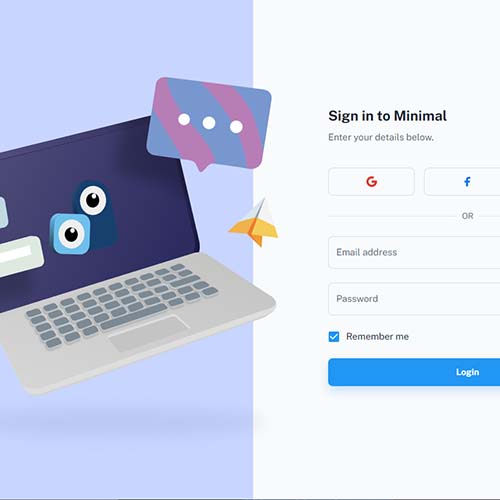 Sign in to Minimal
Enter your details below.
OR
Email address
Password
Remember me
Login